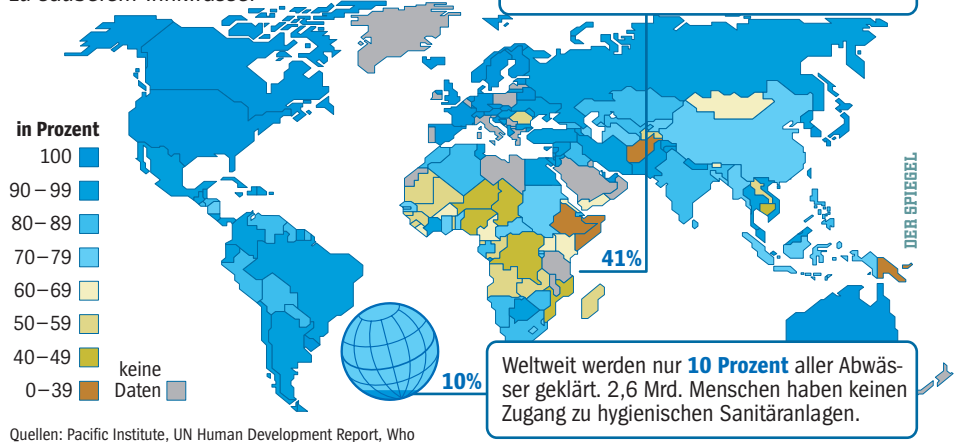 zu sauberem Trinkwasser
in Prozent
100
90–99
80–89
70–79
60–69
50–59
40–49
0–39
keine
Daten
41%
10%
Weltweit werden nur 10 Prozent aller Abwäs-
ser geklärt. 2,6 Mrd. Menschen haben keinen
Zugang zu hygienischen Sanitäranlagen.
DER SPIEGEL
Quellen: Pacific Institute, UN Human Development Report, Who